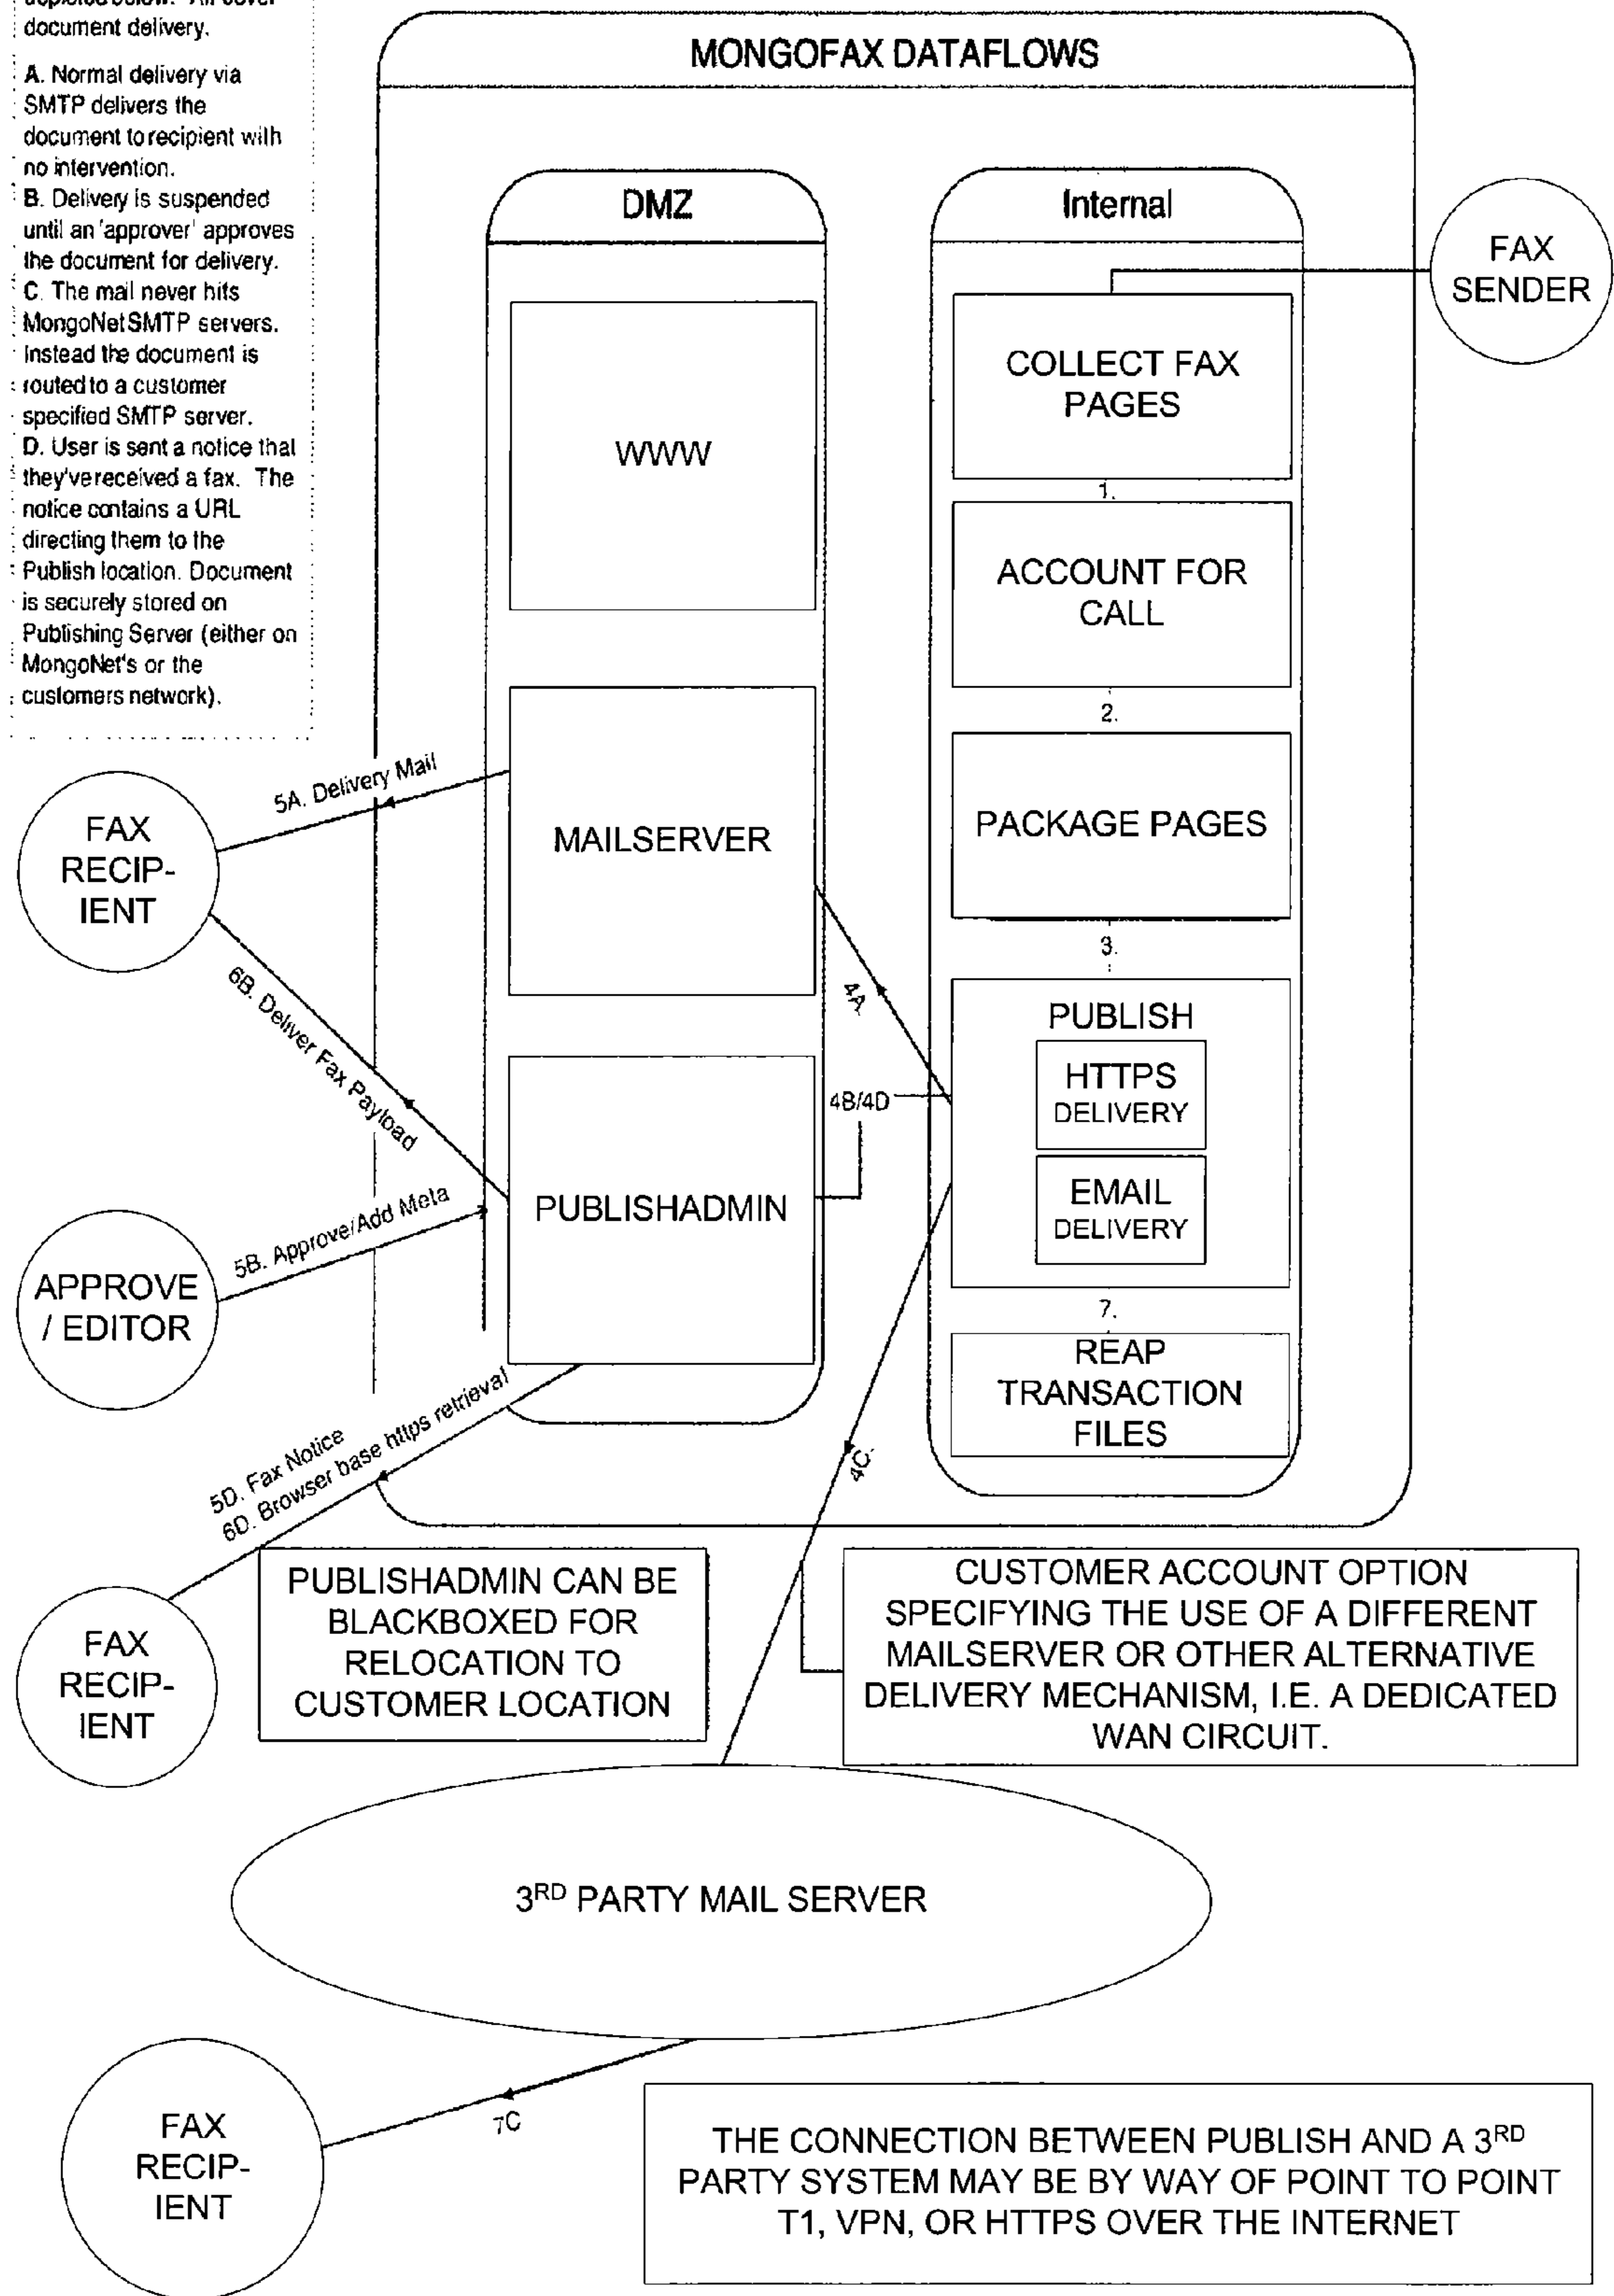 document delivery.
A. Normal delivery via
SMTP delivers the
document to recipient with
no intervention.
B. Delivery is suspended
until an 'approver' approves
the document for delivery.
C. The mail never hits
MongoNet SMTP servers.
Instead the document is
routed to a customer
specified SMTP server.
D. User is sent a notice that
they've received a fax. The
notice contains a URL
directing them to the
Publish location. Document
is securely stored on
Publishing Server (either on
MongoNet's or the
customers network).
MONGOFAX DATAFLOWS
DMZ
WWW
MAILSERVER
PUBLISHADMIN
Internal
COLLECT FAX
PAGES
1.
ACCOUNT FOR
CALL
2.
PACKAGE PAGES
3.
PUBLISH
HTTPS
DELIVERY
EMAIL
DELIVERY
7.
REAP
TRANSACTION
FILES
FAX
SENDER
4A.
4B/4D
4C.
5A. Delivery Mail
FAX
RECIP-
IENT
6B. Deliver Fax Payload
5B. Approve/Add Meta
APPROVE
/ EDITOR
5D. Fax Notice
6D. Browser base https retrieval
FAX
RECIP-
IENT
PUBLISHADMIN CAN BE
BLACKBOXED FOR
RELOCATION TO
CUSTOMER LOCATION
CUSTOMER ACCOUNT OPTION
SPECIFYING THE USE OF A DIFFERENT
MAILSERVER OR OTHER ALTERNATIVE
DELIVERY MECHANISM, I.E. A DEDICATED
WAN CIRCUIT.
3RD PARTY MAIL SERVER
7C
FAX
RECIP-
IENT
THE CONNECTION BETWEEN PUBLISH AND A 3RD
PARTY SYSTEM MAY BE BY WAY OF POINT TO POINT
T1, VPN, OR HTTPS OVER THE INTERNET